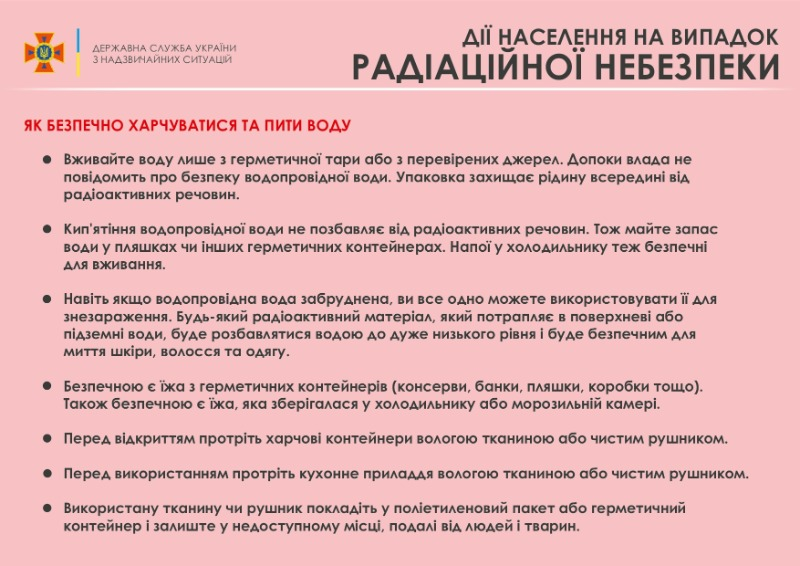 ДЕРЖАВНА СЛУЖБА УКРАЇНИ
З НАДЗВИЧАЙНИХ СИТУАЦІЙ
ДІЇ НАСЕЛЕННЯ НА ВИПАДОК
РАДІАЦІЙНОЇ НЕБЕЗПЕКИ
ЯК БЕЗПЕЧНО ХАРЧУВАТИСЯ ТА ПИТИ ВОДУ
● Вживайте воду лише з герметичної тари або з перевірених джерел. Допоки влада не
повідомить про безпеку водопровідної води. Упаковка захищає рідину всередині від
радіоактивних речовин.
● Кип'ятіння водопровідної води не позбавляє від радіоактивних речовин. Тож майте запас
води у пляшках чи інших герметичних контейнерах. Напої у холодильнику теж безпечні
для вживання.
● Навіть якщо водопровідна вода забруднена, ви все одно можете використовувати її для
знезараження. Будь-який радіоактивний матеріал, який потрапляє в поверхневі або
підземні води, буде розбавлятися водою до дуже низького рівня і буде безпечним для
миття шкіри, волосся та одягу.
● Безпечною є їжа з герметичних контейнерів (консерви, банки, пляшки, коробки тощо).
Також безпечною є їжа, яка зберігалася у холодильнику або морозильній камері.
● Перед відкриттям протріть харчові контейнери вологою тканиною або чистим рушником.
● Перед використанням протріть кухонне приладдя вологою тканиною або чистим рушником.
● Використану тканину чи рушник покладіть у поліетиленовий пакет або герметичний
контейнер і залиште у недоступному місці, подалі від людей і тварин.